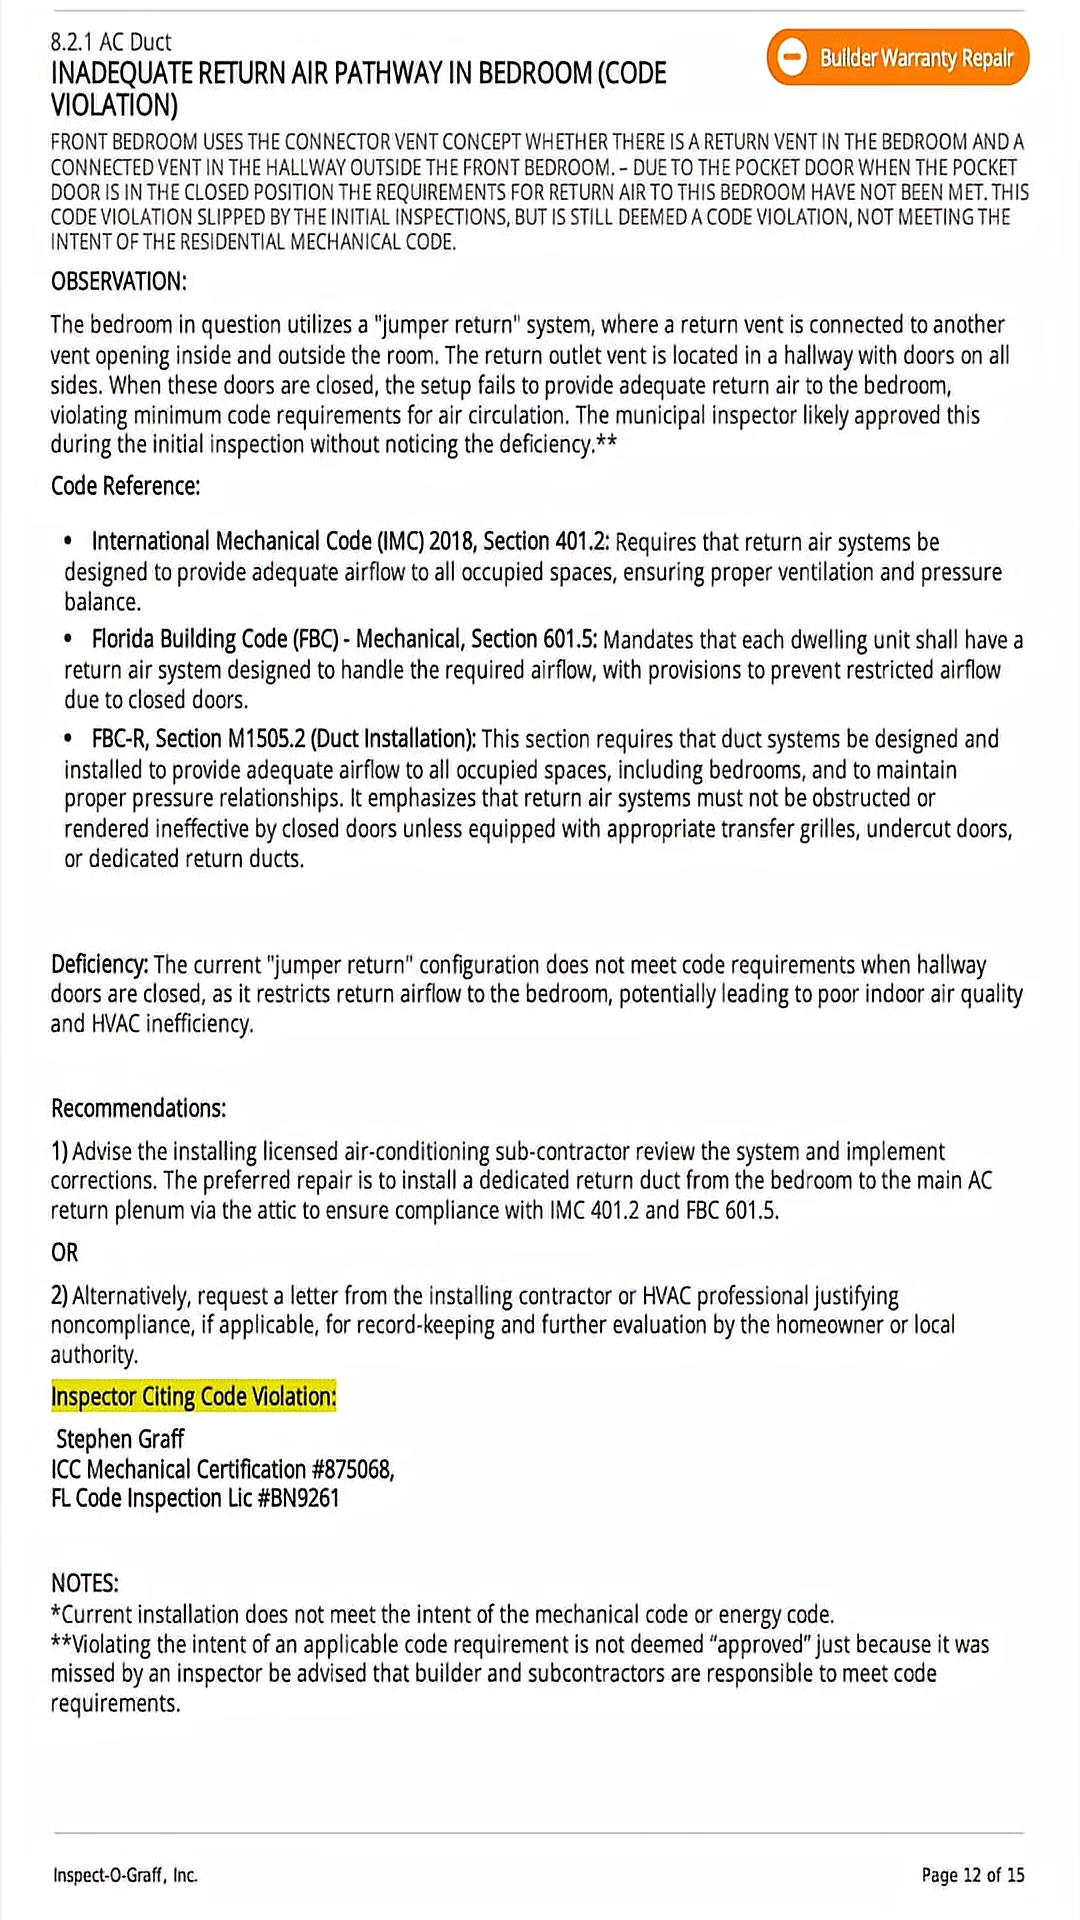 8.2.1 AC Duct
INADEQUATE RETURN AIR PATHWAY IN BEDROOM (CODE
VIOLATION)
Builder Warranty Repair
FRONT BEDROOM USES THE CONNECTOR VENT CONCEPT WHETHER THERE IS A RETURN VENT IN THE BEDROOM AND A
CONNECTED VENT IN THE HALLWAY OUTSIDE THE FRONT BEDROOM. – DUE TO THE POCKET DOOR WHEN THE POCKET
DOOR IS IN THE CLOSED POSITION THE REQUIREMENTS FOR RETURN AIR TO THIS BEDROOM HAVE NOT BEEN MET. THIS
CODE VIOLATION SLIPPED BY THE INITIAL INSPECTIONS, BUT IS STILL DEEMED A CODE VIOLATION, NOT MEETING THE
INTENT OF THE RESIDENTIAL MECHANICAL CODE.
OBSERVATION:
The bedroom in question utilizes a "jumper return" system, where a return vent is connected to another
vent opening inside and outside the room. The return outlet vent is located in a hallway with doors on all
sides. When these doors are closed, the setup fails to provide adequate return air to the bedroom,
violating minimum code requirements for air circulation. The municipal inspector likely approved this
during the initial inspection without noticing the deficiency.**
Code Reference:
• International Mechanical Code (IMC) 2018, Section 401.2: Requires that return air systems be
designed to provide adequate airflow to all occupied spaces, ensuring proper ventilation and pressure
balance.
• Florida Building Code (FBC) - Mechanical, Section 601.5: Mandates that each dwelling unit shall have a
return air system designed to handle the required airflow, with provisions to prevent restricted airflow
due to closed doors.
• FBC-R, Section M1505.2 (Duct Installation): This section requires that duct systems be designed and
installed to provide adequate airflow to all occupied spaces, including bedrooms, and to maintain
proper pressure relationships. It emphasizes that return air systems must not be obstructed or
rendered ineffective by closed doors unless equipped with appropriate transfer grilles, undercut doors,
or dedicated return ducts.
Deficiency: The current "jumper return" configuration does not meet code requirements when hallway
doors are closed, as it restricts return airflow to the bedroom, potentially leading to poor indoor air quality
and HVAC inefficiency.
Recommendations:
1) Advise the installing licensed air-conditioning sub-contractor review the system and implement
corrections. The preferred repair is to install a dedicated return duct from the bedroom to the main AC
return plenum via the attic to ensure compliance with IMC 401.2 and FBC 601.5.
OR
2) Alternatively, request a letter from the installing contractor or HVAC professional justifying
noncompliance, if applicable, for record-keeping and further evaluation by the homeowner or local
authority.
Inspector Citing Code Violation:
Stephen Graff
ICC Mechanical Certification #875068,
FL Code Inspection Lic #BN9261
NOTES:
*Current installation does not meet the intent of the mechanical code or energy code.
**Violating the intent of an applicable code requirement is not deemed “approved” just because it was
missed by an inspector be advised that builder and subcontractors are responsible to meet code
requirements.
Inspect-O-Graff, Inc.
Page 12 of 15